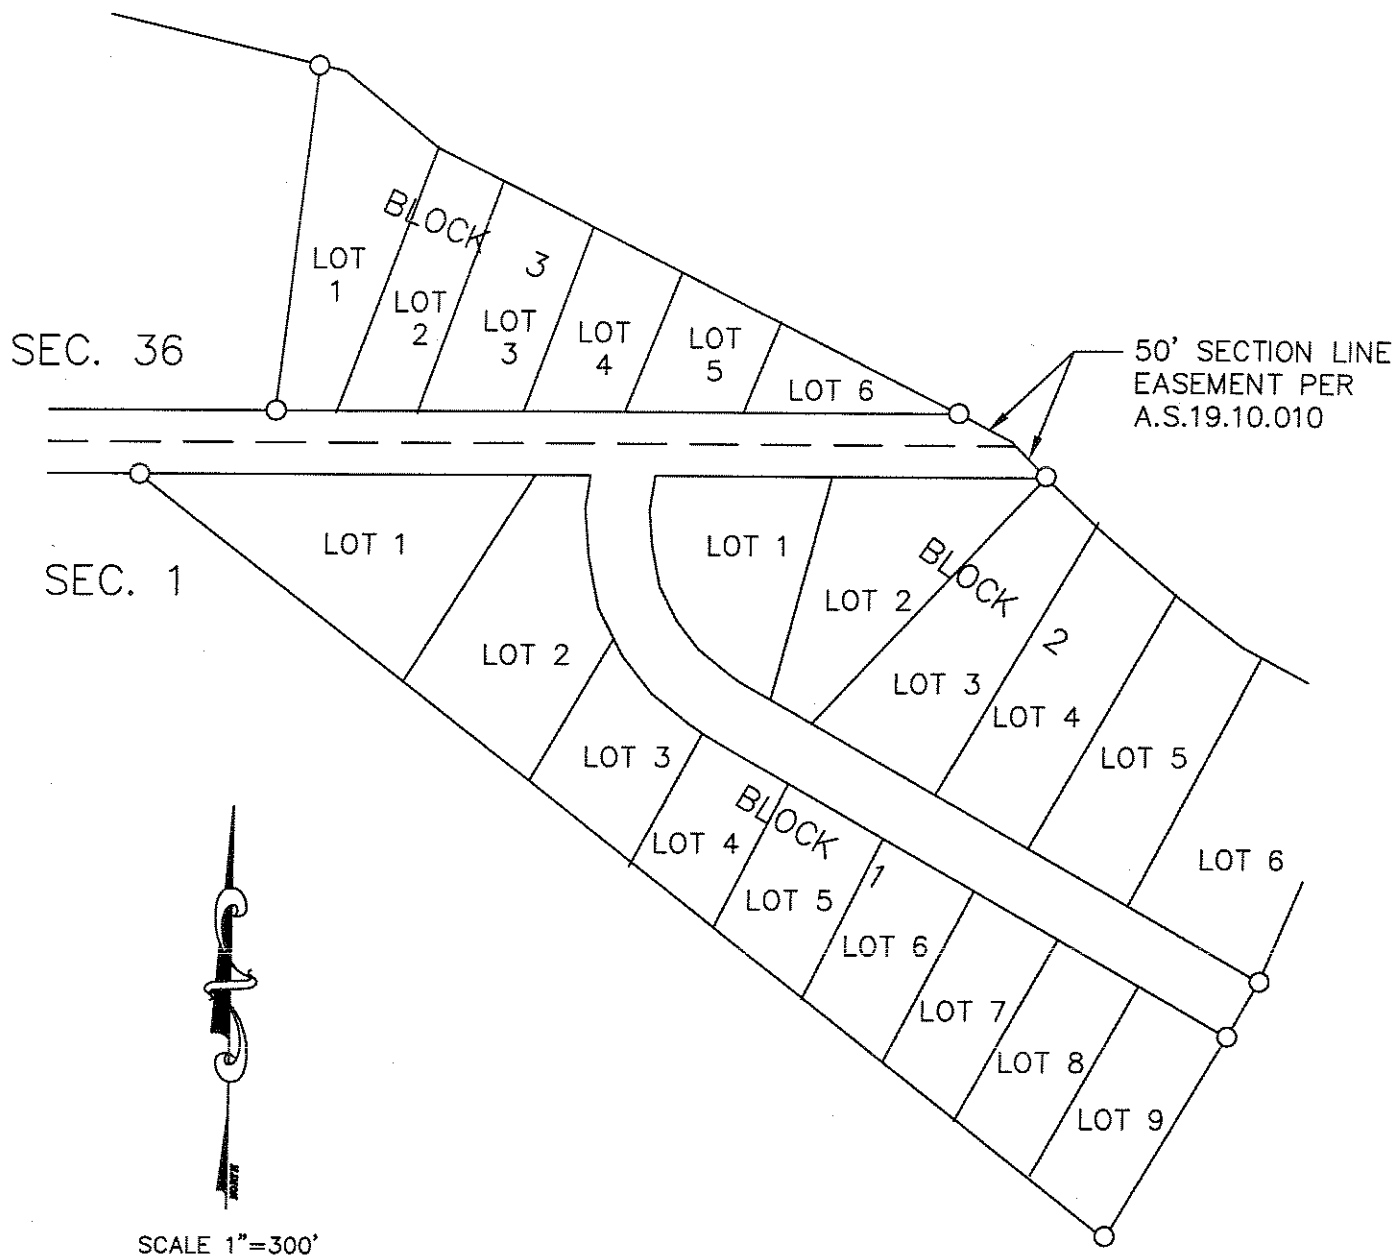 BLOCK 3
LOT 1
LOT 2
LOT 3
LOT 4
LOT 5
LOT 6
SEC. 36
50' SECTION LINE
EASEMENT PER
A.S.19.10.010
SEC. 1
LOT 1
LOT 2
LOT 3
LOT 4
LOT 5
LOT 6
LOT 7
LOT 8
LOT 9
BLOCK 1
LOT 1
LOT 2
LOT 3
LOT 4
LOT 5
LOT 6
BLOCK 2
NORTH
SCALE 1"=300'